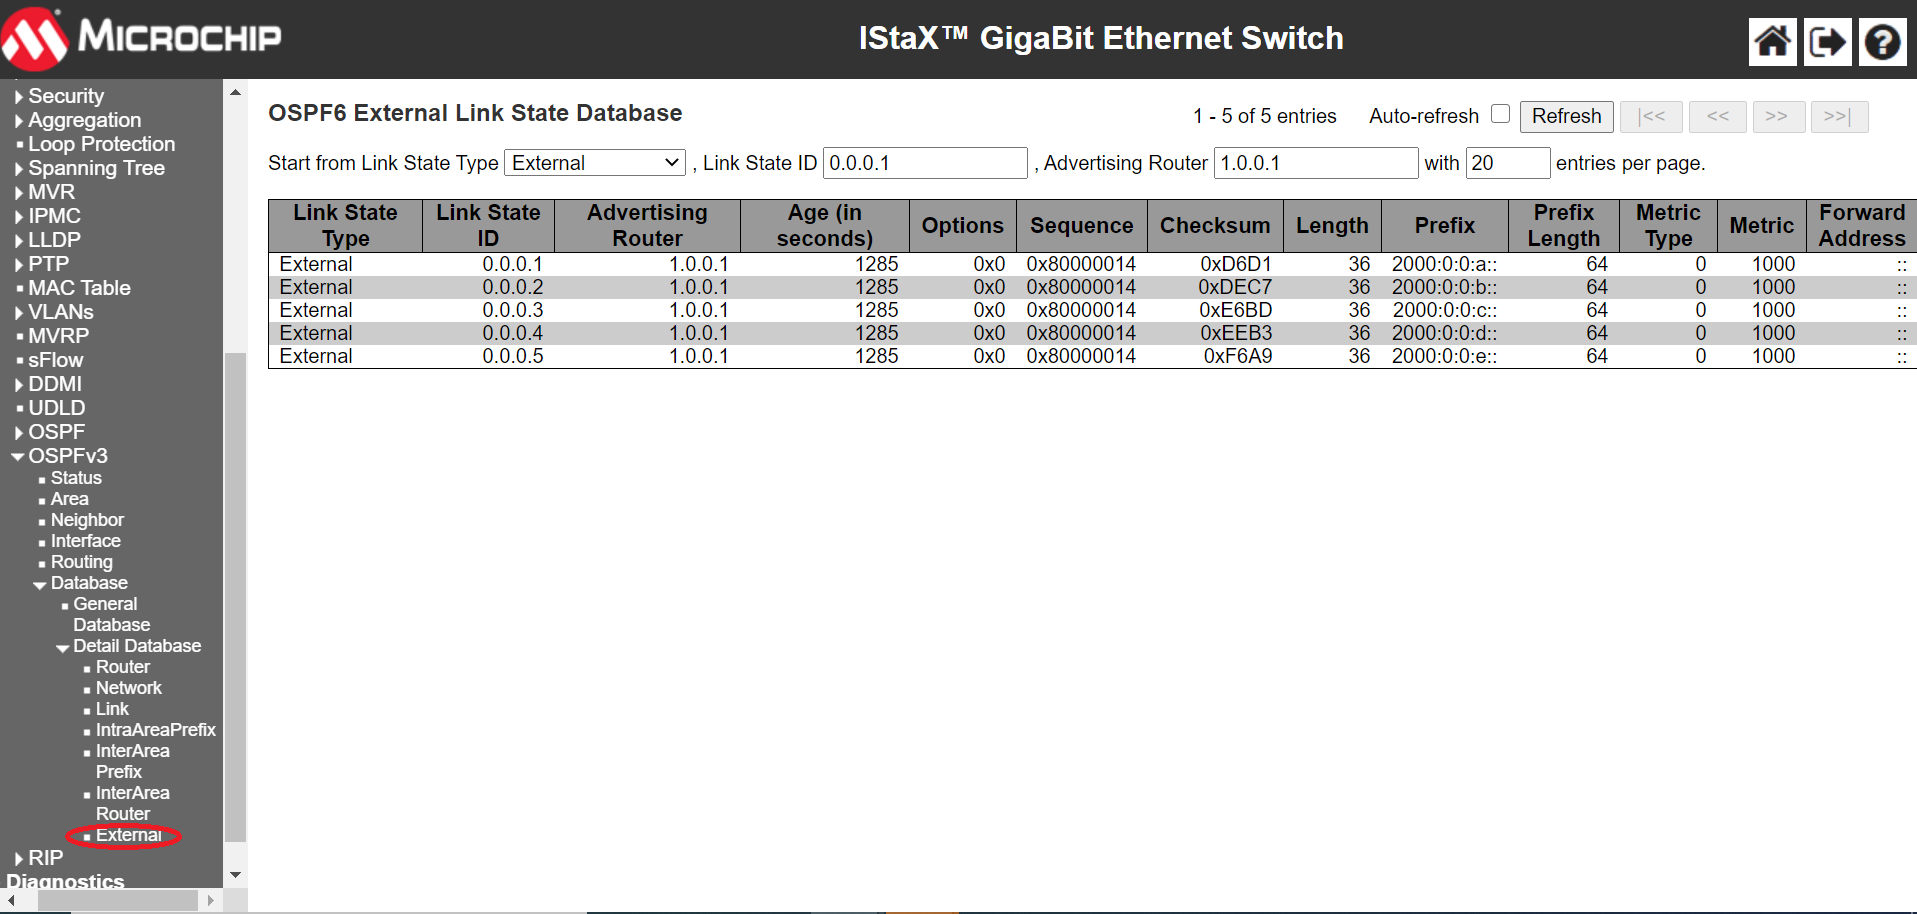 MICROCHIP
IStaX™ GigaBit Ethernet Switch
Security
Aggregation
Loop Protection
Spanning Tree
MVR
IPMC
LLDP
PTP
MAC Table
VLANs
MVRP
sFlow
DDMI
UDLD
OSPF
OSPFv3
Status
Area
Neighbor
Interface
Routing
Database
General
Database
Detail Database
Router
Network
Link
IntraAreaPrefix
InterArea
Prefix
InterArea
Router
External
RIP
Diagnostics
OSPF6 External Link State Database
1 - 5 of 5 entries Auto-refresh Refresh |<< << >> >>|
Start from Link State Type External , Link State ID 0.0.0.1 , Advertising Router 1.0.0.1 with 20 entries per page.
Link State Type Link State ID Advertising Router Age (in seconds) Options Sequence Checksum Length Prefix Prefix Length Metric Type Metric Forward Address
External 0.0.0.1 1.0.0.1 1285 0x0 0x80000014 0xD6D1 36 2000:0:0:a:: 64 0 1000 ::
External 0.0.0.2 1.0.0.1 1285 0x0 0x80000014 0xDEC7 36 2000:0:0:b:: 64 0 1000 ::
External 0.0.0.3 1.0.0.1 1285 0x0 0x80000014 0xE6BD 36 2000:0:0:c:: 64 0 1000 ::
External 0.0.0.4 1.0.0.1 1285 0x0 0x80000014 0xEEB3 36 2000:0:0:d:: 64 0 1000 ::
External 0.0.0.5 1.0.0.1 1285 0x0 0x80000014 0xF6A9 36 2000:0:0:e:: 64 0 1000 ::